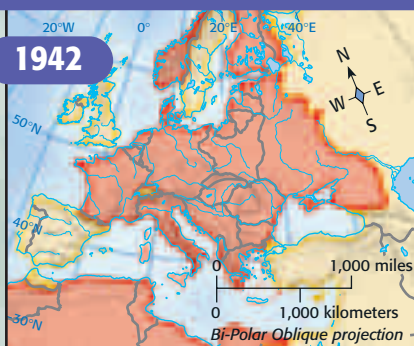 20°W 0° 20°E 40°E
1942
N
W E
S
50°N
40°N
30°N
0 1,000 miles
0 1,000 kilometers
Bi-Polar Oblique projection